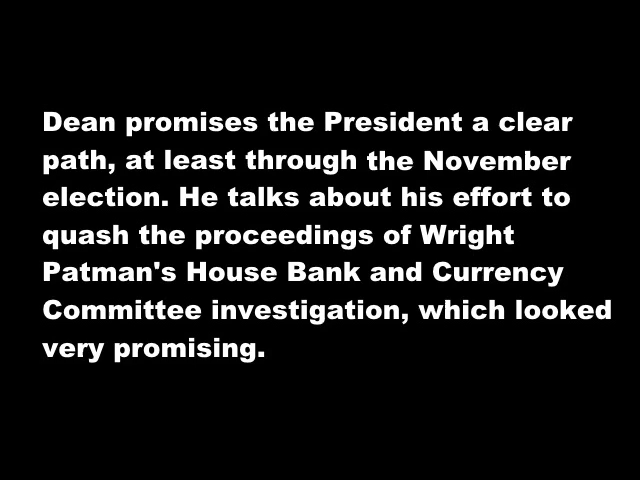 Dean promises the President a clear
path, at least through the November
election. He talks about his effort to
quash the proceedings of Wright
Patman's House Bank and Currency
Committee investigation, which looked
very promising.